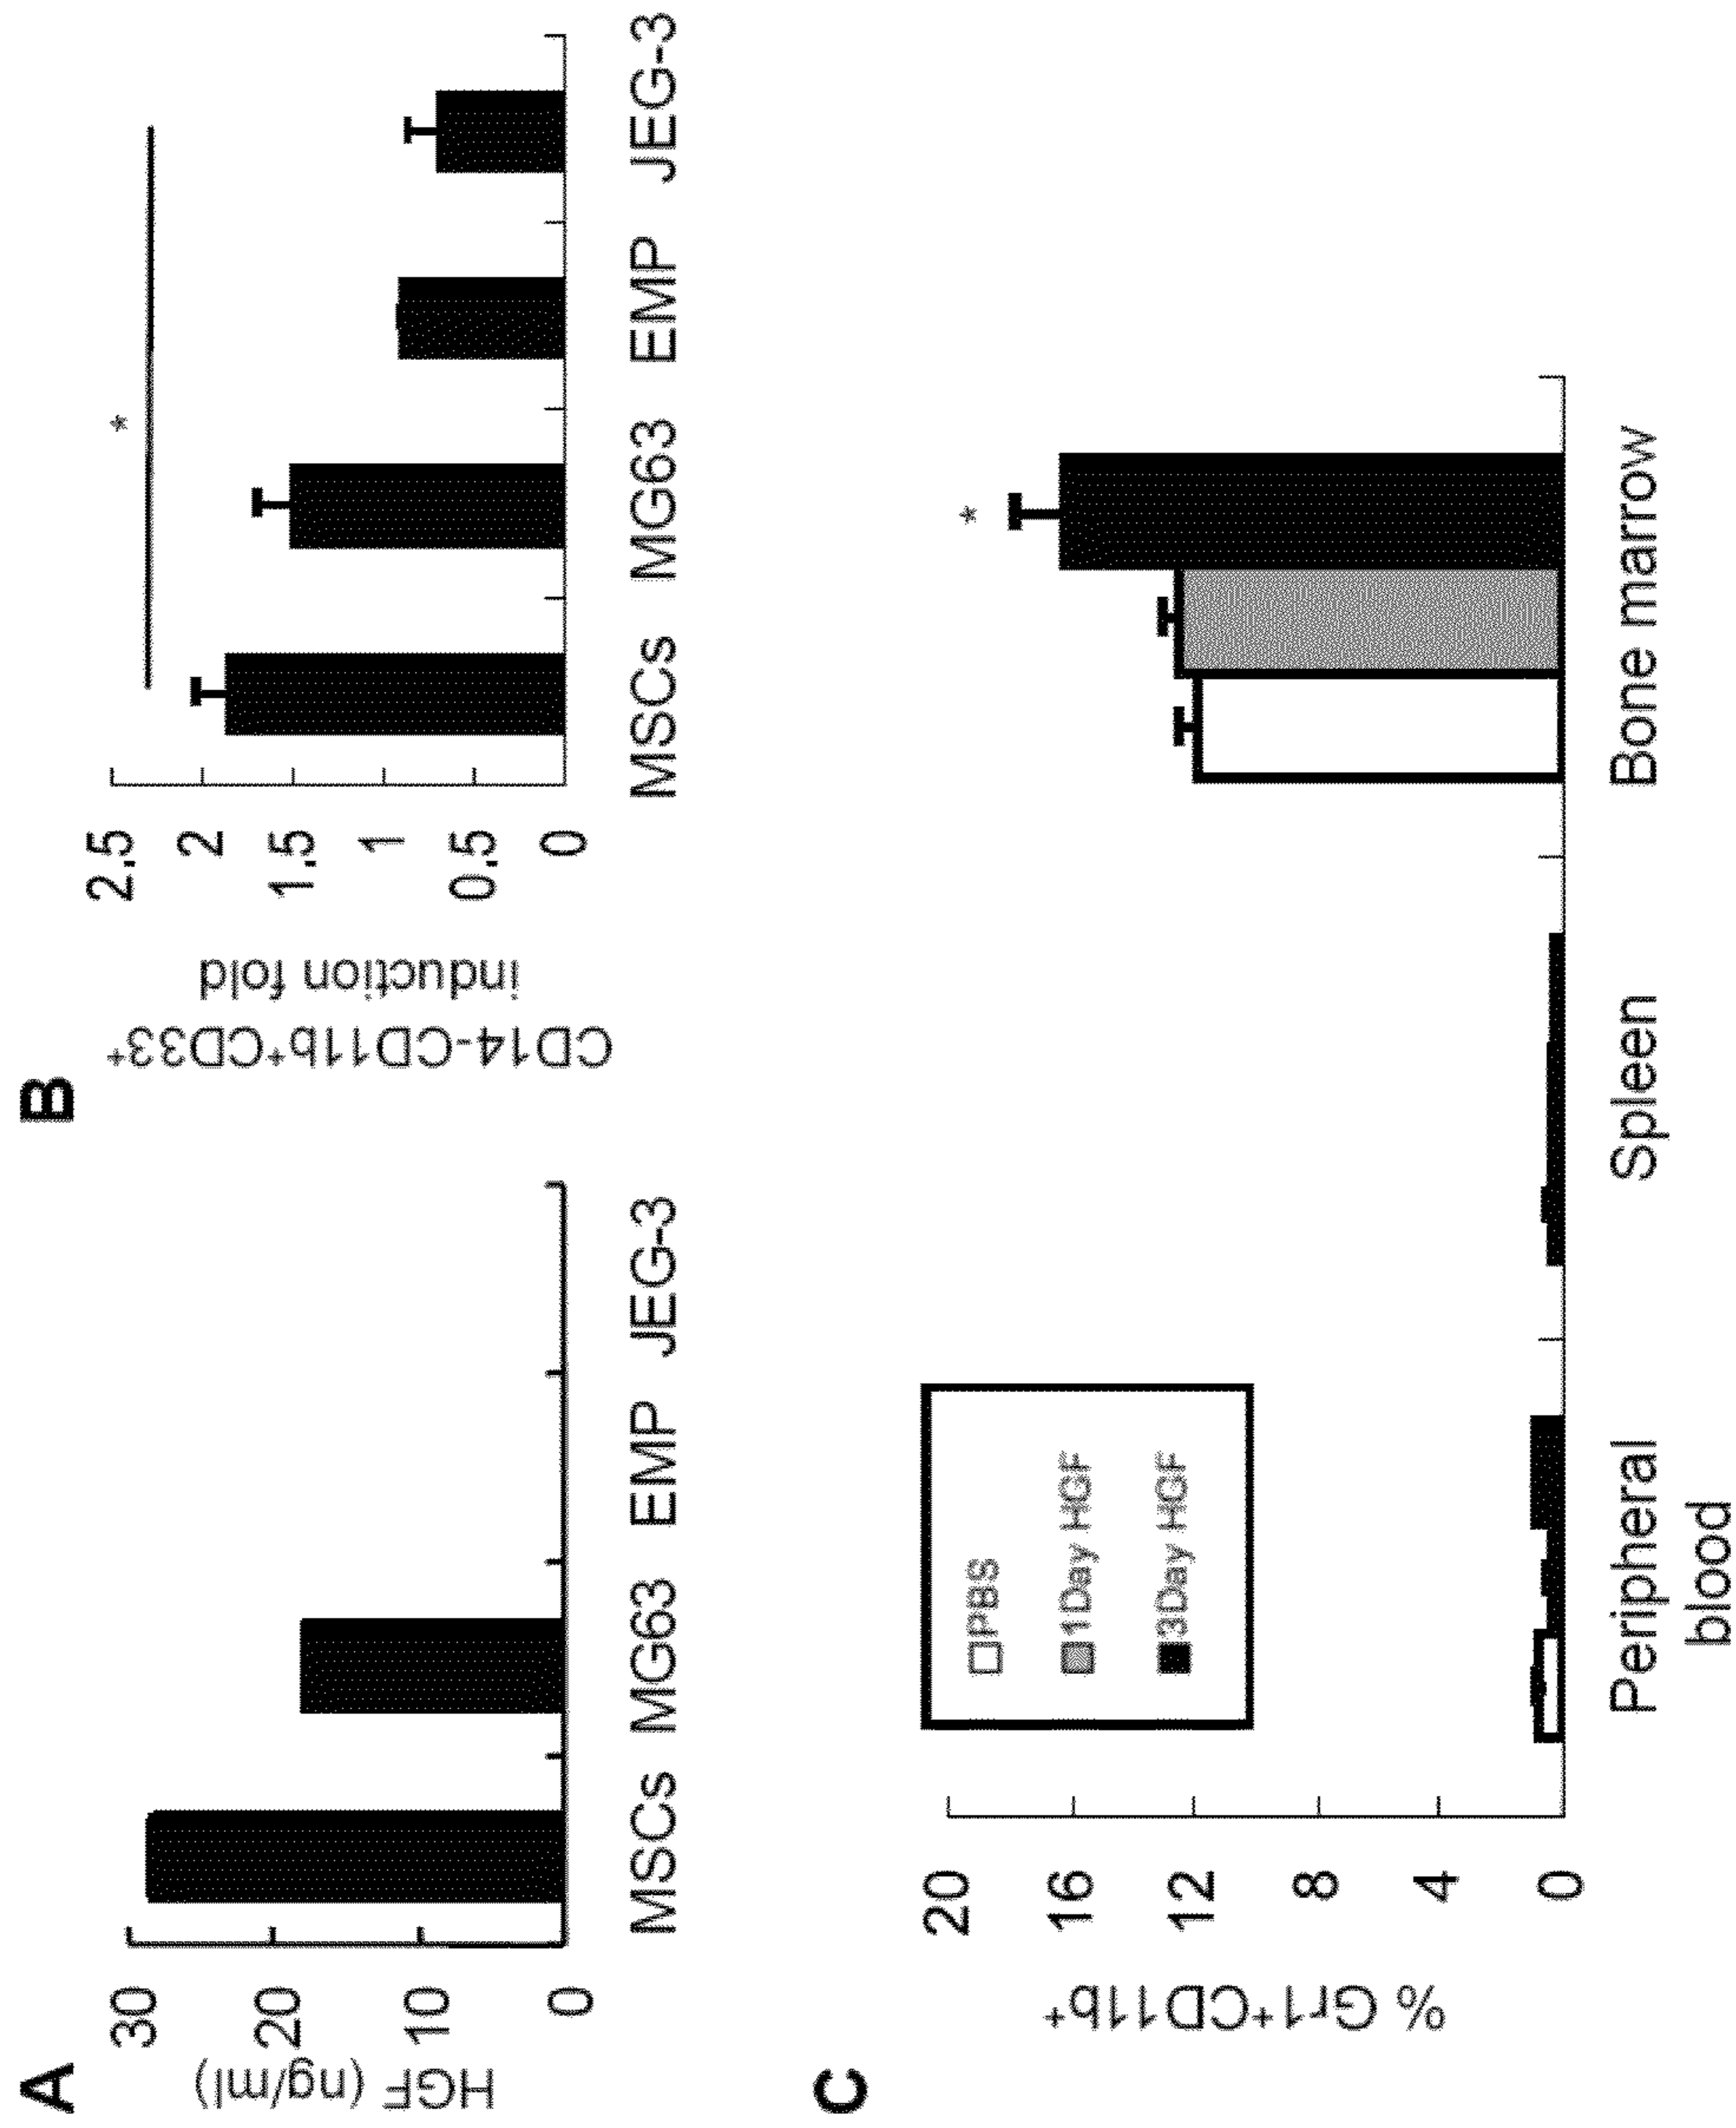 A
HGF (ng/ml)
30
20
10
0
MSCs MG63 EMP JEG-3
B
CD14-CD11b⁺CD33⁺
induction fold
2.5
2
1.5
1
0.5
0
*
MSCs MG63 EMP JEG-3
C
% Gr1⁺CD11b⁺
20
16
12
8
4
0
PBS
1Day HGF
3Day HGF
*
Peripheral
blood
Spleen
Bone marrow